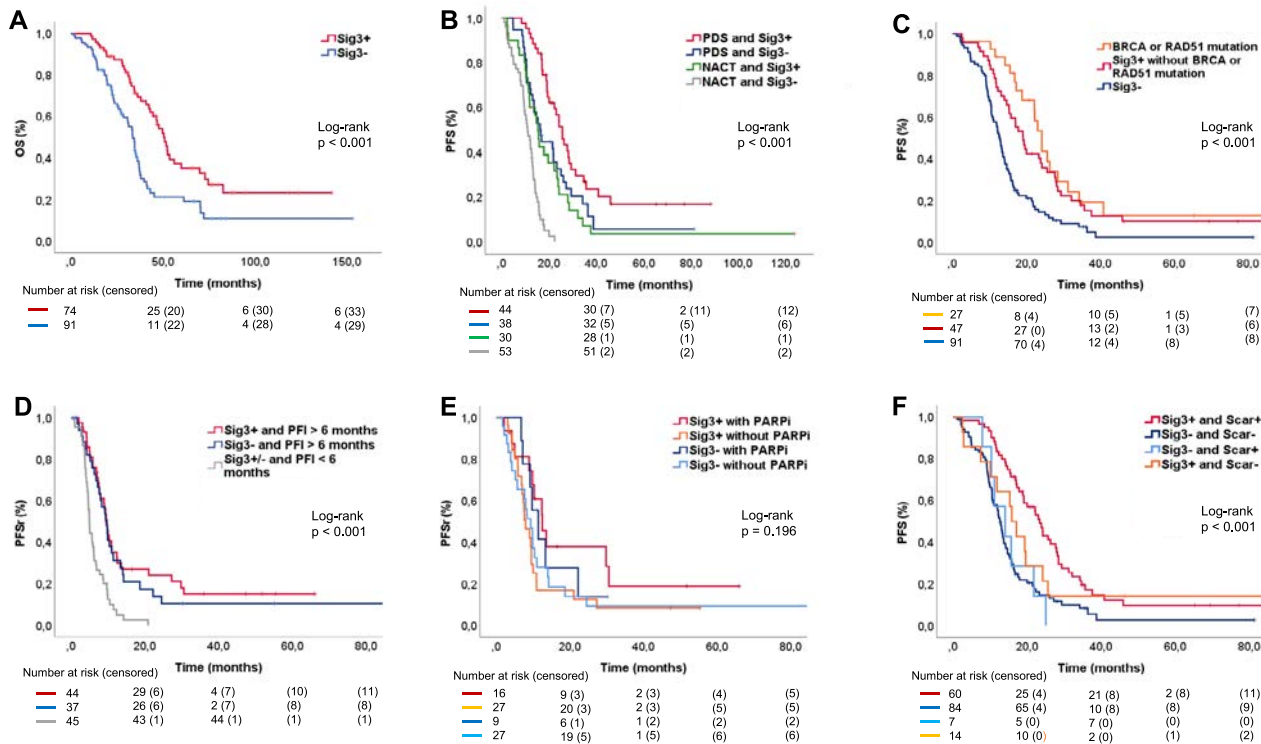 A
1,0
0,8
0,6
0,4
0,2
0,0
OS (%)
Sig3+
Sig3-
Log-rank
p < 0.001
,0 50,0 100,0 150,0
Time (months)
Number at risk (censored)
74 25 (20) 6 (30) 6 (33)
91 11 (22) 4 (28) 4 (29)
B
1,0
0,8
0,6
0,4
0,2
0,0
PFS (%)
PDS and Sig3+
PDS and Sig3-
NACT and Sig3+
NACT and Sig3-
Log-rank
p < 0.001
,0 20,0 40,0 60,0 80,0 100,0 120,0
Time (months)
Number at risk (censored)
44 30 (7) 2 (11) (12)
38 32 (5) (5) (6)
30 28 (1) (1) (1)
53 51 (2) (2) (2)
C
1,0
0,8
0,6
0,4
0,2
0,0
PFS (%)
BRCA or RAD51 mutation
Sig3+ without BRCA or
RAD51 mutation
Sig3-
Log-rank
p < 0.001
,0 20,0 40,0 60,0 80,0
Time (months)
Number at risk (censored)
27 8 (4) 10 (5) 1 (5) (7)
47 27 (0) 13 (2) 1 (3) (6)
91 70 (4) 12 (4) (8) (8)
D
1,0
0,8
0,6
0,4
0,2
0,0
PFSr (%)
Sig3+ and PFI > 6 months
Sig3- and PFI > 6 months
Sig3+/- and PFI < 6
months
Log-rank
p < 0.001
,0 20,0 40,0 60,0 80,0
Time (months)
Number at risk (censored)
44 29 (6) 4 (7) (10) (11)
37 26 (6) 2 (7) (8) (8)
45 43 (1) 44 (1) (1) (1)
E
1,0
0,8
0,6
0,4
0,2
0,0
PFSr (%)
Sig3+ with PARPi
Sig3+ without PARPi
Sig3- with PARPi
Sig3- without PARPi
Log-rank
p = 0.196
,0 20,0 40,0 60,0 80,0
Time (months)
Number at risk (censored)
16 9 (3) 2 (3) (4) (5)
27 20 (3) 2 (3) (5) (5)
9 6 (1) 1 (2) (2) (2)
27 19 (5) 1 (5) (6) (6)
F
1,0
0,8
0,6
0,4
0,2
0,0
PFS (%)
Sig3+ and Scar+
Sig3- and Scar-
Sig3- and Scar+
Sig3+ and Scar-
Log-rank
p < 0.001
,0 20,0 40,0 60,0 80,0
Time (months)
Number at risk (censored)
60 25 (4) 21 (8) 2 (8) (11)
84 65 (4) 10 (8) (8) (9)
7 5 (0) 7 (0) (0) (0)
14 10 (0) 2 (0) (1) (2)